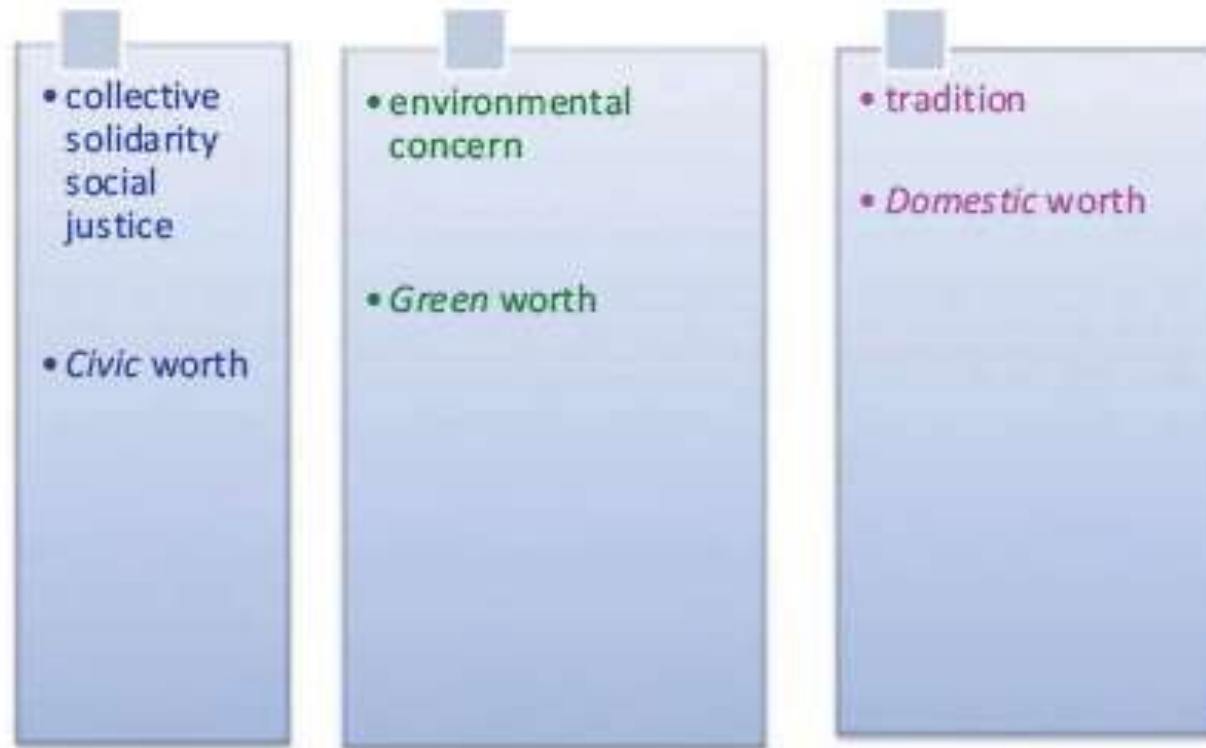 • collective
solidarity
social
justice
• Civic worth
• environmental
concern
• Green worth
• tradition
• Domestic worth